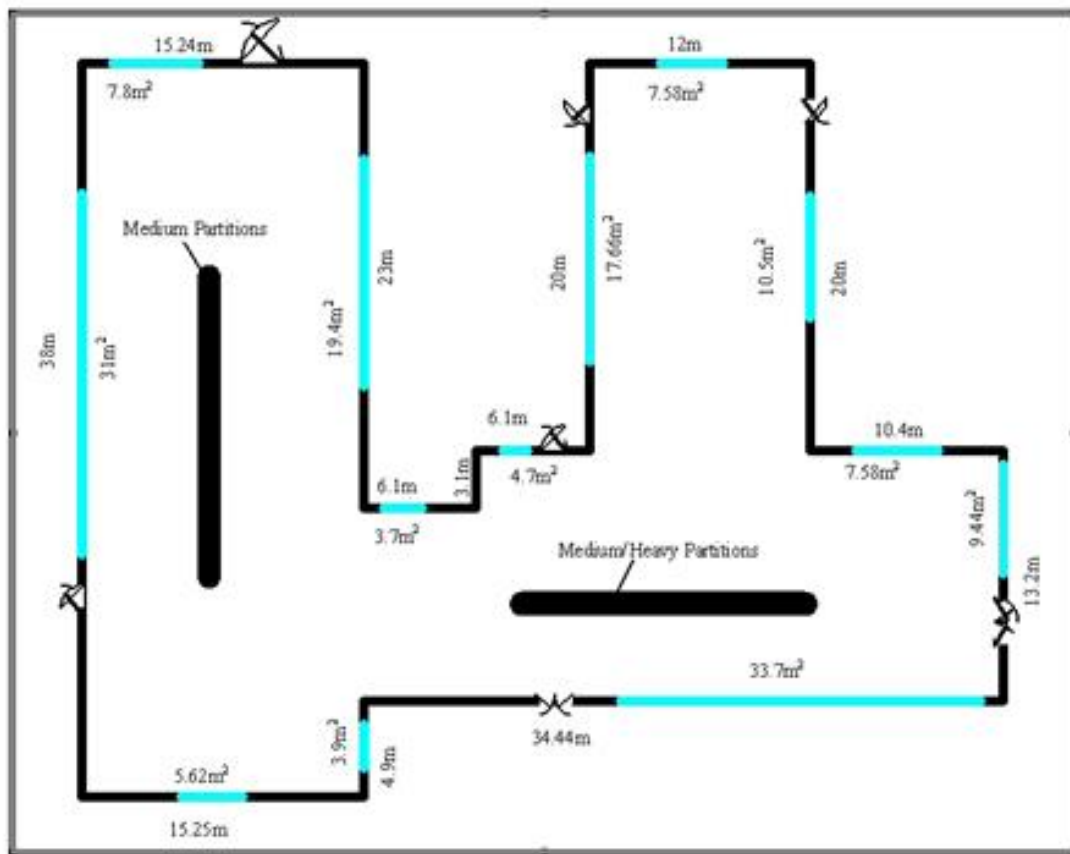 15.24m
12m
7.8m²
7.58m²
Medium Partitions
23m
20m
17.66m²
10.5m²
20m
19.4m²
38m
31m²
6.1m
10.4m
6.1m
3.1m
4.7m²
7.58m²
3.7m²
9.44m²
Medium/Heavy Partitions
13.2m
33.7m²
3.9m²
4.9m
34.44m
5.62m²
15.25m